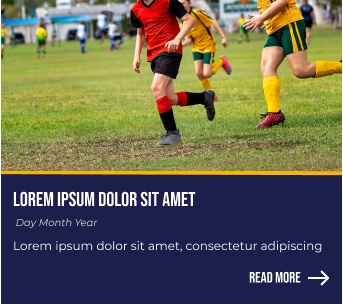 LOREM IPSUM DOLOR SIT AMET
Day Month Year
Lorem ipsum dolor sit amet, consectetur adipiscing
READ MORE